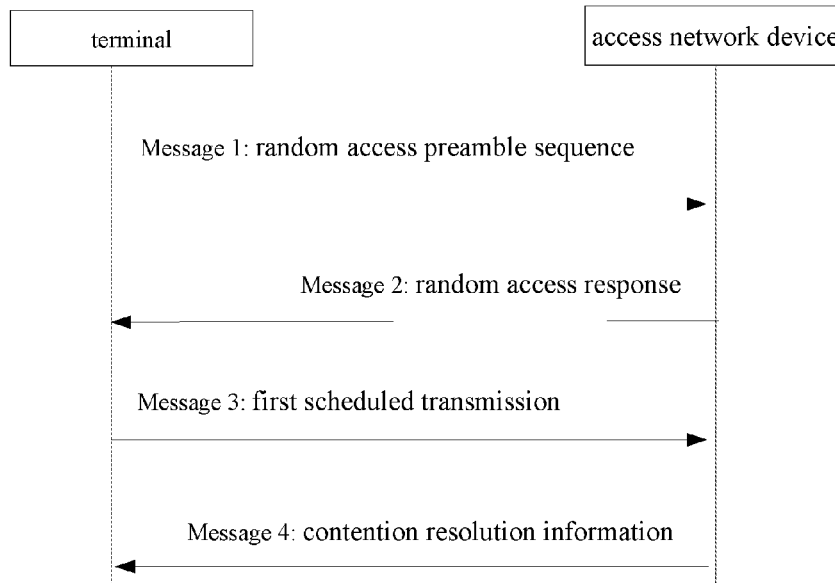 terminal
access network device
Message 1: random access preamble sequence
Message 2: random access response
Message 3: first scheduled transmission
Message 4: contention resolution information